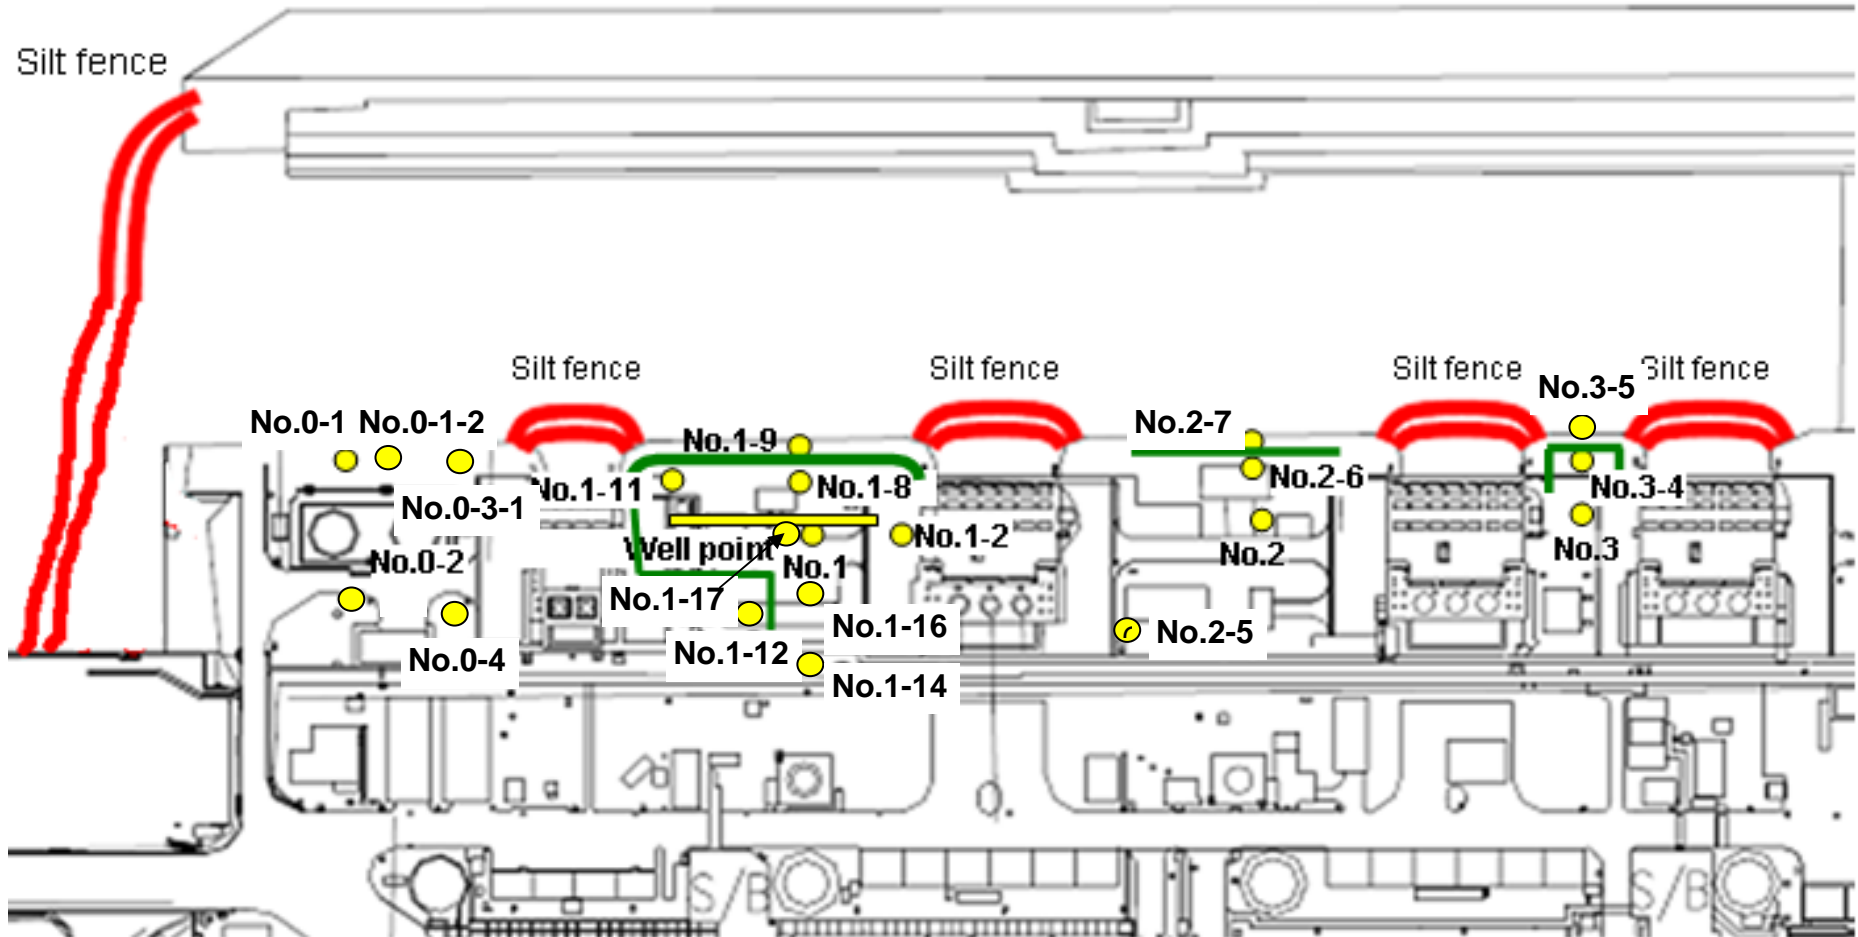 Silt fence
Silt fence
Silt fence
Silt fence
Silt fence
No.3-5
No.0-1
No.0-1-2
No.2-7
No.1-9
No.2-6
No.1-11
No.1-8
No.3-4
No.0-3-1
No.1-2
Well point
No.2
No.3
No.0-2
No.1
No.1-17
No.1-16
No.2-5
No.1-12
No.0-4
No.1-14
S/B
S/B